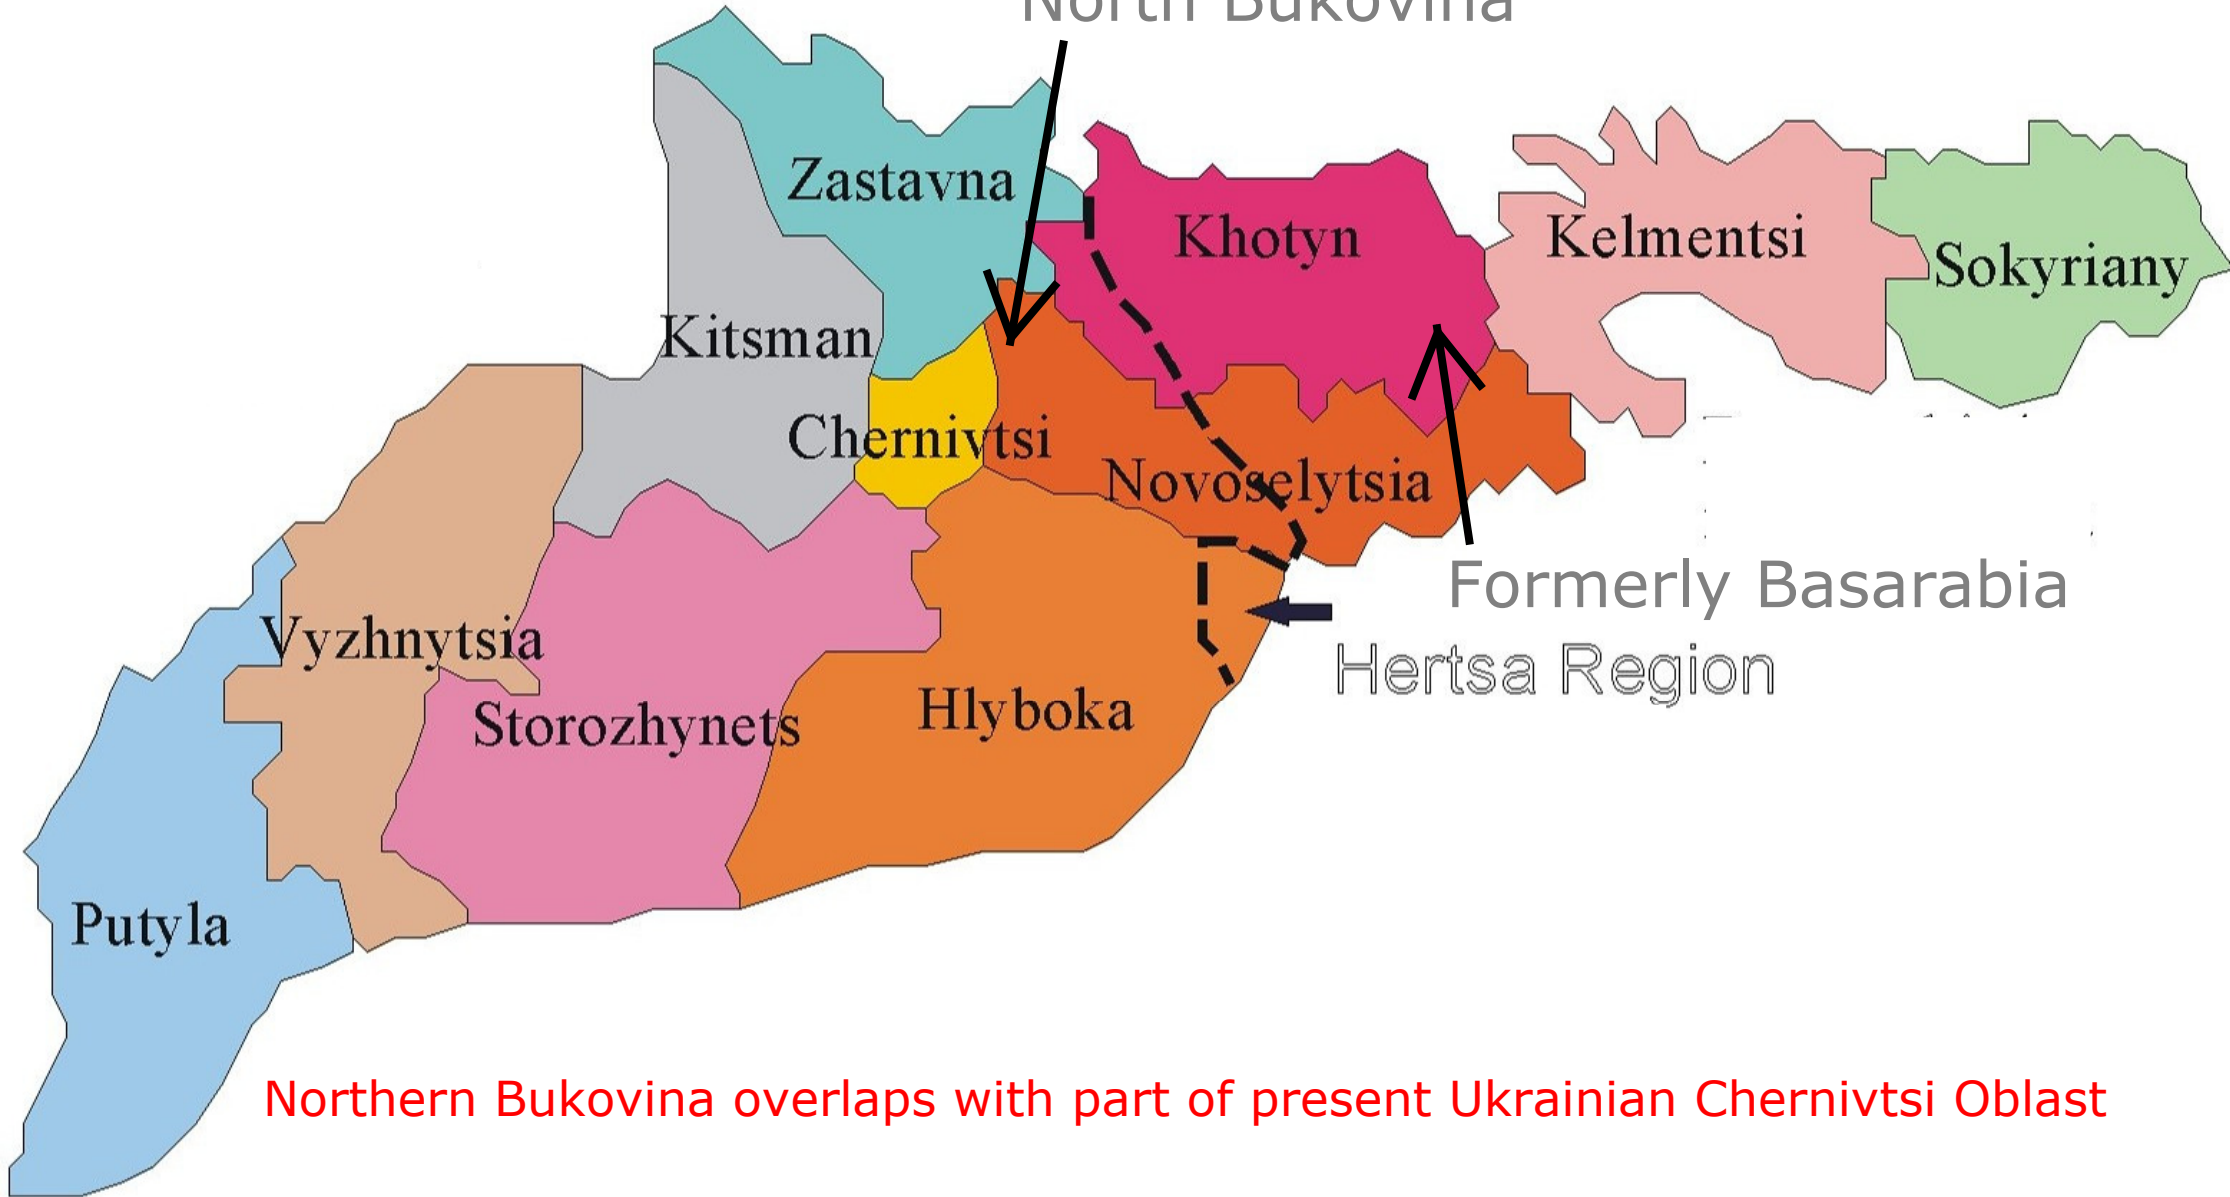 North Bukovina
Zastavna
Khotyn
Kelmentsi
Sokyriany
Kitsman
Chernivtsi
Novoselytsia
Formerly Basarabia
Vyzhnytsia
Hertsa Region
Storozhynets
Hlyboka
Putyla
Northern Bukovina overlaps with part of present Ukrainian Chernivtsi Oblast